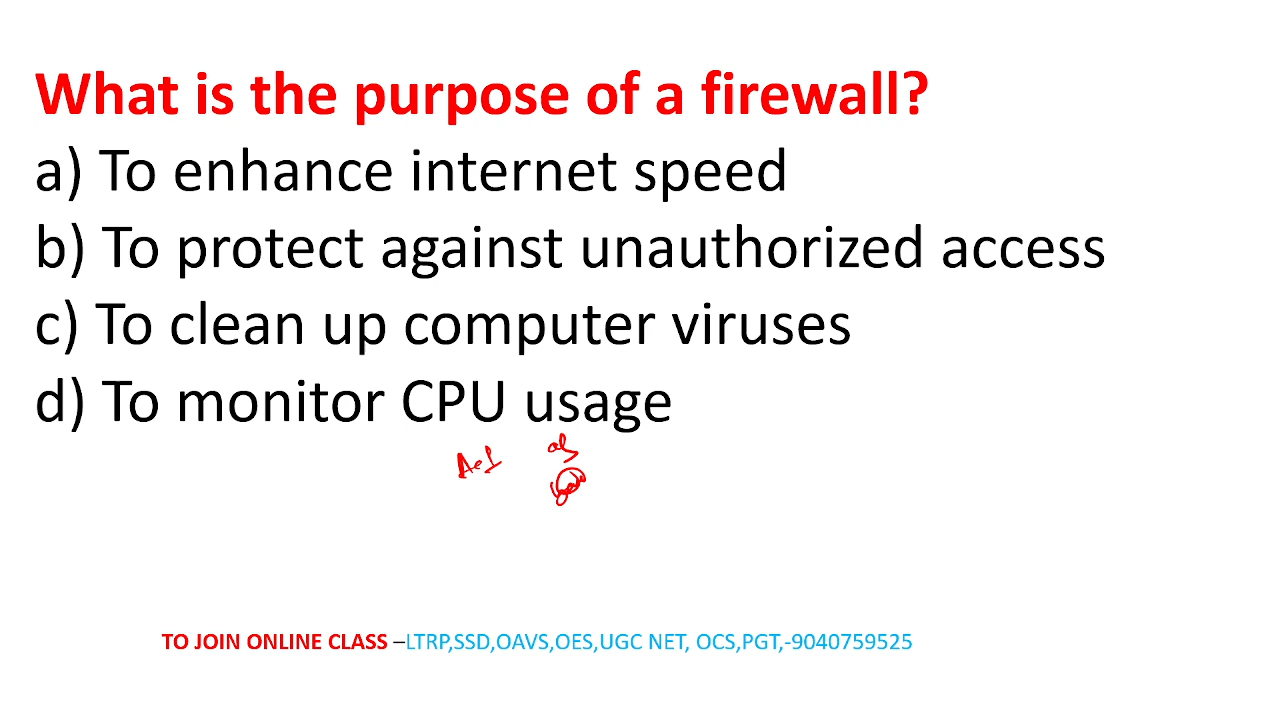 What is the purpose of a firewall?
a) To enhance internet speed
b) To protect against unauthorized access
c) To clean up computer viruses
d) To monitor CPU usage
TO JOIN ONLINE CLASS –LTRP,SSD,OAVS,OES,UGC NET, OCS,PGT,-9040759525